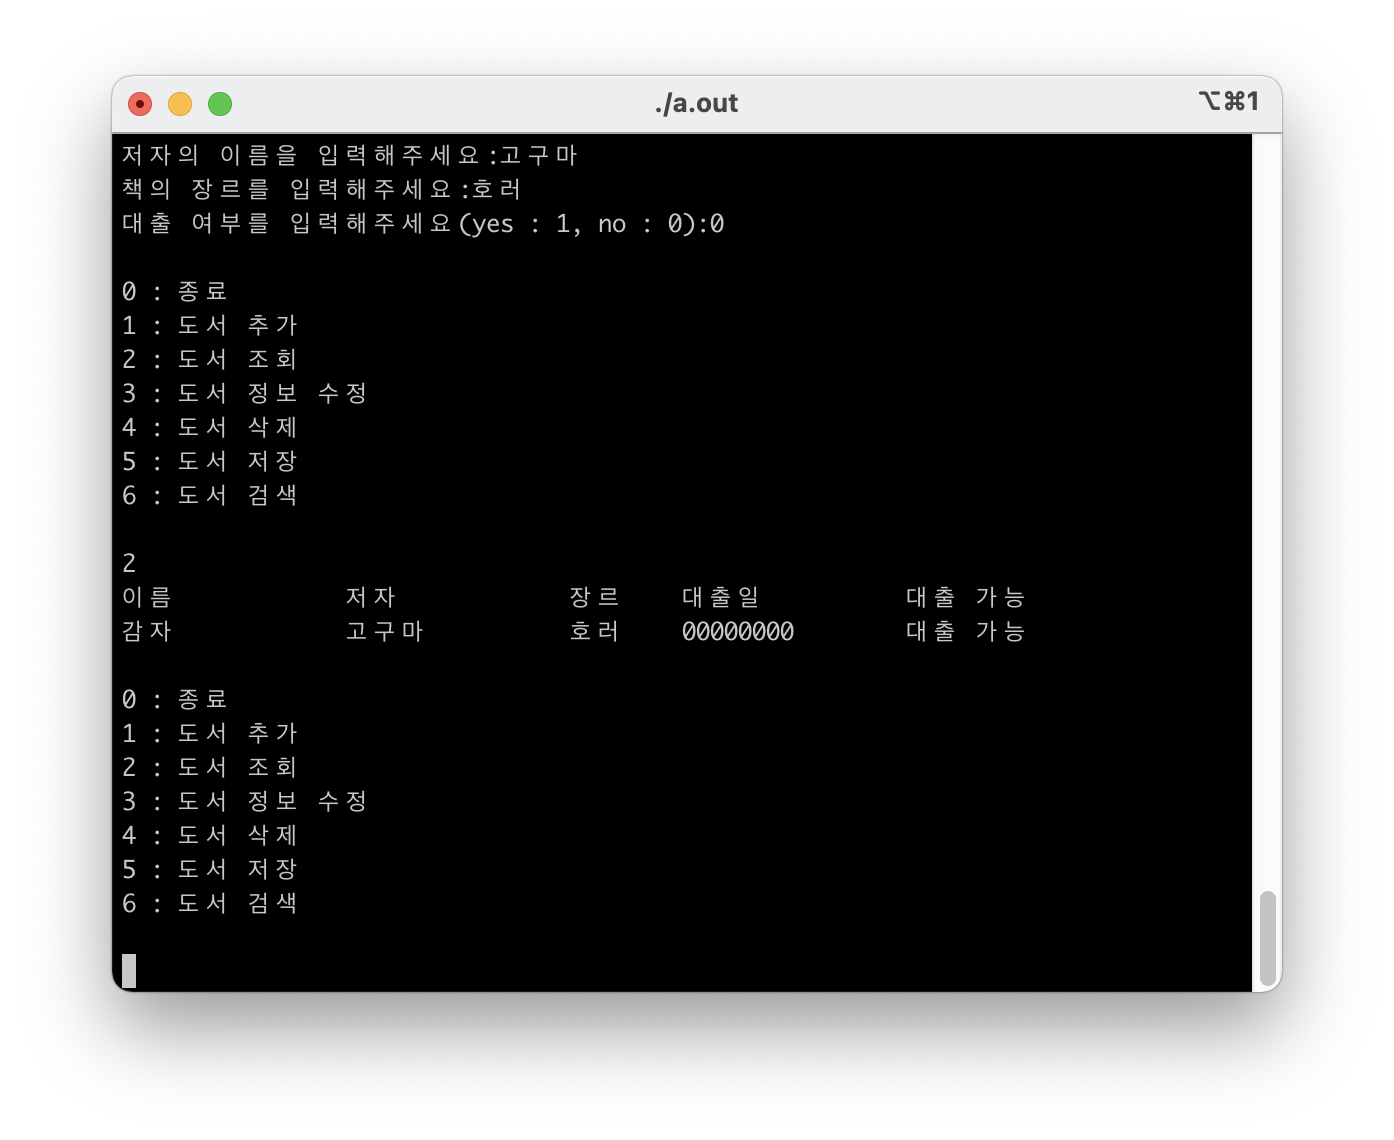 ./a.out
⌥⌘1
저자의 이름을 입력해주세요:고구마
책의 장르를 입력해주세요:호러
대출 여부를 입력해주세요(yes : 1, no : 0):0
0 : 종료
1 : 도서 추가
2 : 도서 조회
3 : 도서 정보 수정
4 : 도서 삭제
5 : 도서 저장
6 : 도서 검색
2
이름 저자 장르 대출일 대출 가능
감자 고구마 호러 00000000 대출 가능
0 : 종료
1 : 도서 추가
2 : 도서 조회
3 : 도서 정보 수정
4 : 도서 삭제
5 : 도서 저장
6 : 도서 검색